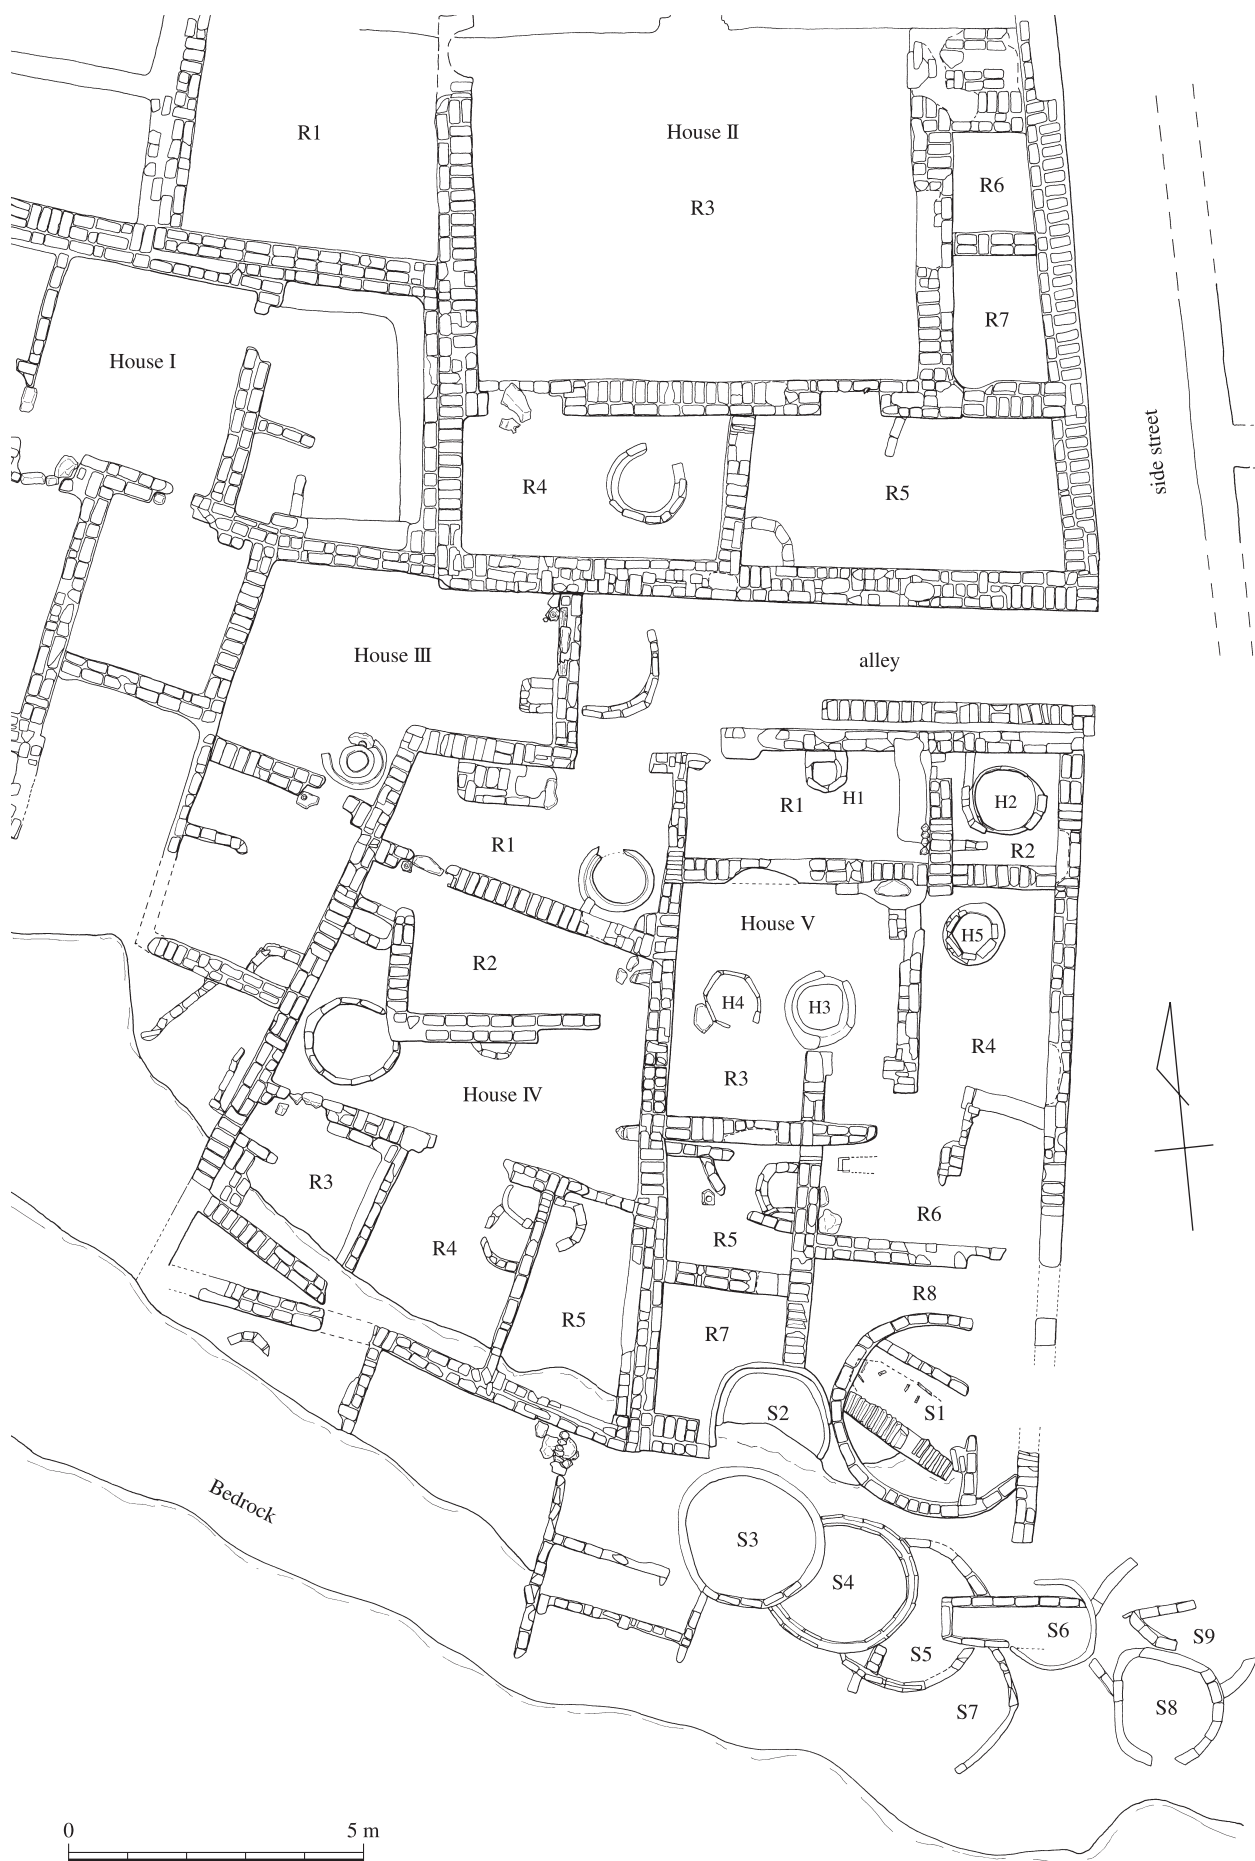 R1
House II
R3
R6
R7
House I
side street
R4
R5
House III
alley
R1
H1
H2
R1
R2
House V
R2
H5
H4
H3
R4
R3
House IV
R3
R6
R5
R4
R8
R5
R7
S2
S1
Bedrock
S3
S4
S6
S9
S5
S7
S8
0 5 m